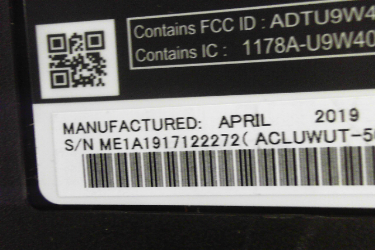 Contains FCC ID : ADTU9W4
Contains IC : 1178A-U9W40
MANUFACTURED: APRIL 2019
S/N ME1A1917122272( ACLUWUT-5